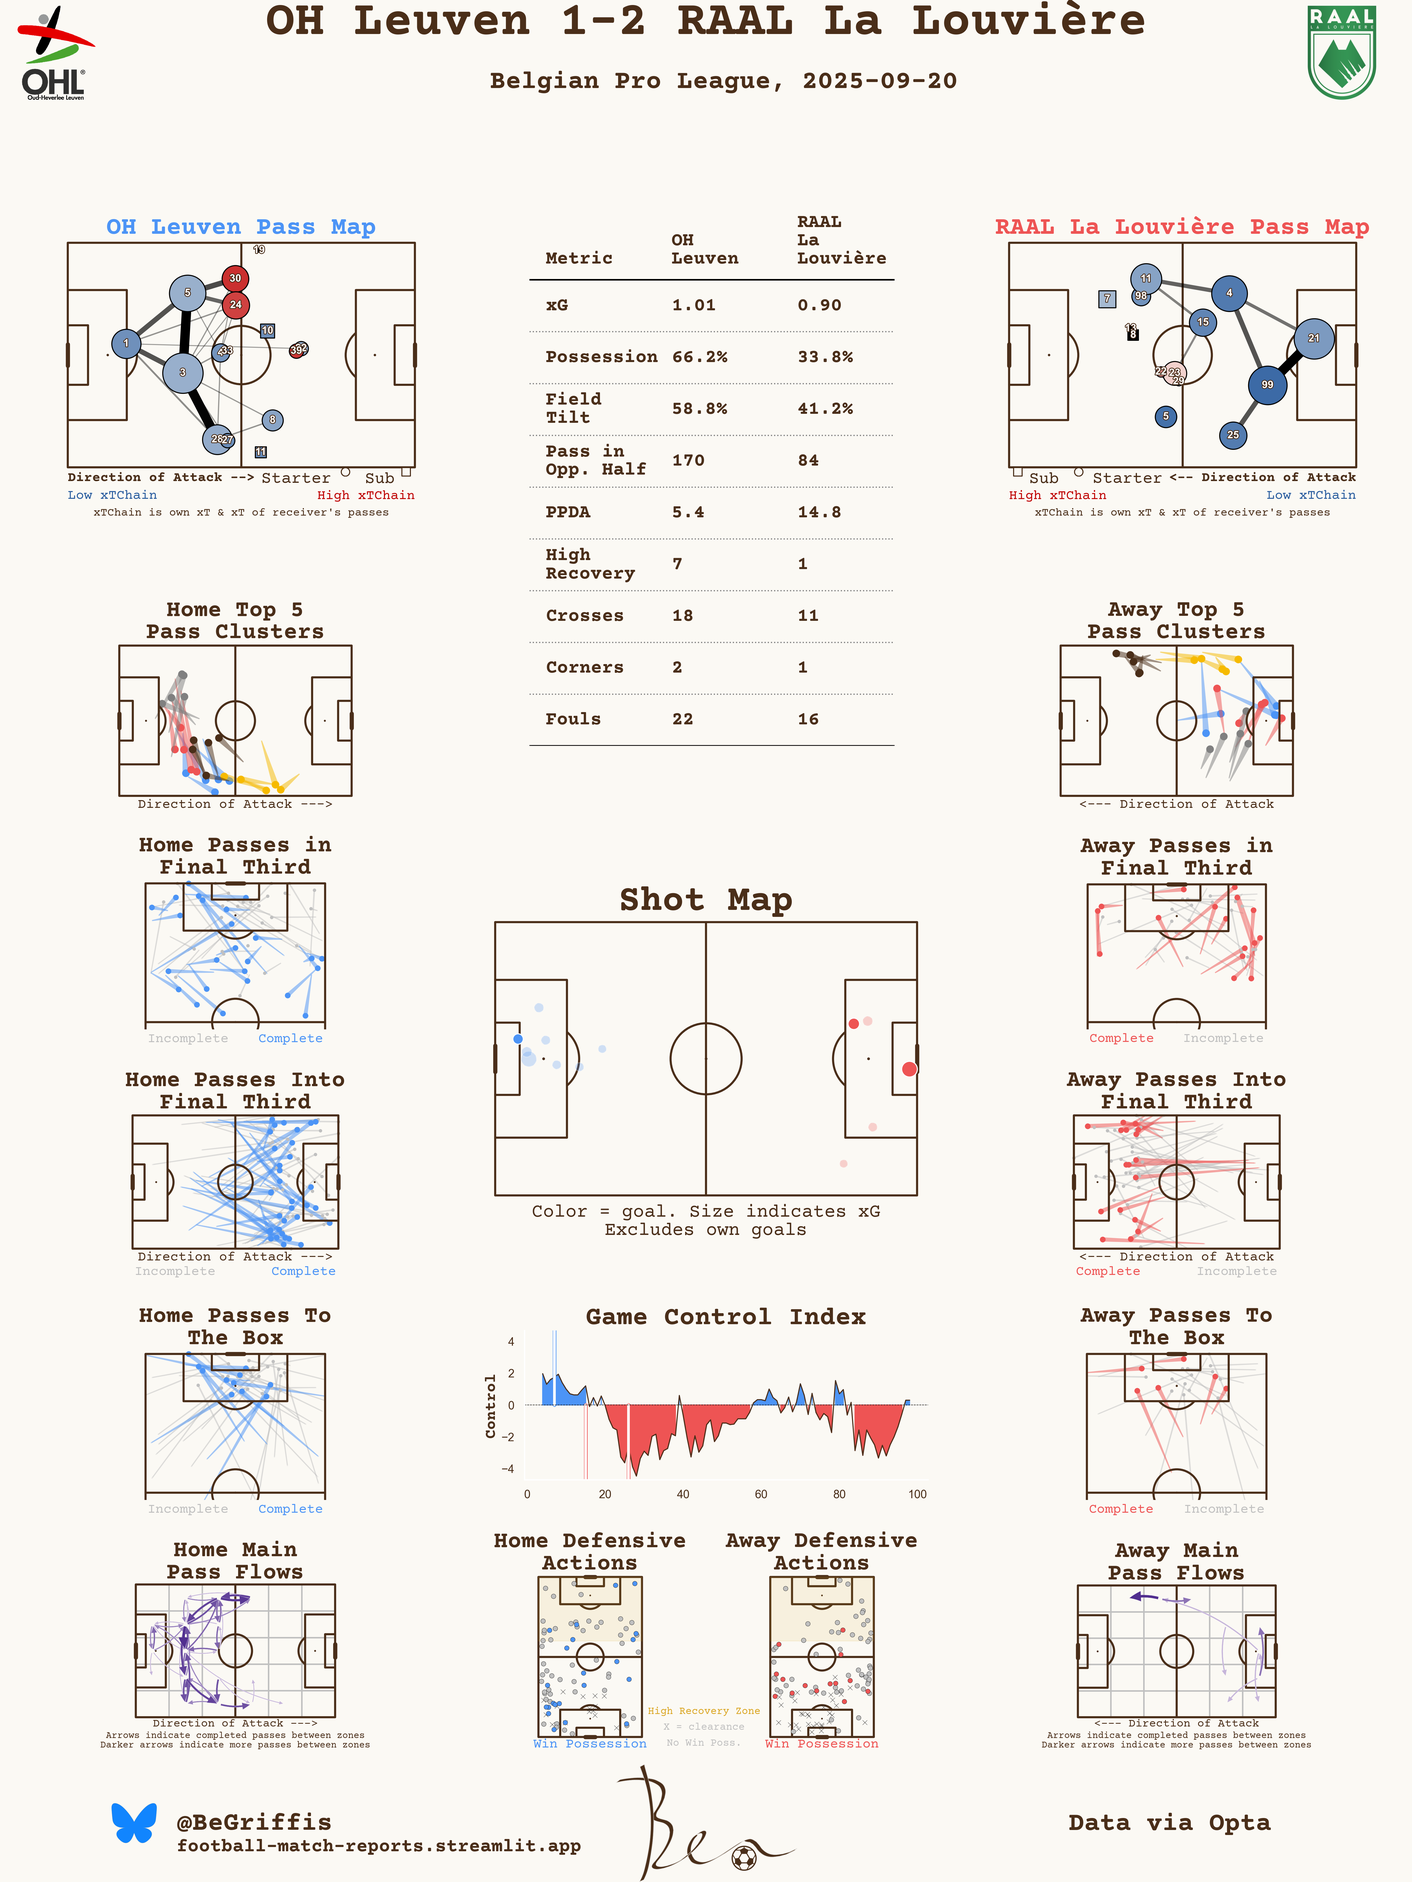 OH Leuven 1-2 RAAL La Louvière
Belgian Pro League, 2025-09-20
OHL®
Oud-Heverlee Leuven
RAAL
LA LOUVIÈRE
OH Leuven Pass Map
19
30
5
24
10
1
33
39
3
8
28
27
11
Direction of Attack --> Starter Sub
Low xTChain High xTChain
xTChain is own xT & xT of receiver's passes
Metric OH Leuven RAAL La Louvière
xG 1.01 0.90
Possession 66.2% 33.8%
Field Tilt 58.8% 41.2%
Pass in Opp. Half 170 84
PPDA 5.4 14.8
High Recovery 7 1
Crosses 18 11
Corners 2 1
Fouls 22 16
RAAL La Louvière Pass Map
11
4
7
98
15
13
8
21
22
23
29
99
5
25
Sub Starter <-- Direction of Attack
High xTChain Low xTChain
xTChain is own xT & xT of receiver's passes
Home Top 5
Pass Clusters
Direction of Attack --->
Away Top 5
Pass Clusters
<--- Direction of Attack
Home Passes in
Final Third
Incomplete Complete
Away Passes in
Final Third
Complete Incomplete
Shot Map
Color = goal. Size indicates xG
Excludes own goals
Home Passes Into
Final Third
Direction of Attack --->
Incomplete Complete
Away Passes Into
Final Third
<--- Direction of Attack
Complete Incomplete
Home Passes To
The Box
Incomplete Complete
Game Control Index
Control
4
2
0
−2
−4
0 20 40 60 80 100
Away Passes To
The Box
Complete Incomplete
Home Main
Pass Flows
Direction of Attack --->
Arrows indicate completed passes between zones
Darker arrows indicate more passes between zones
Home Defensive
Actions
Win Possession
High Recovery Zone
X = clearance
No Win Poss.
Away Defensive
Actions
Win Possession
Away Main
Pass Flows
<--- Direction of Attack
Arrows indicate completed passes between zones
Darker arrows indicate more passes between zones
@BeGriffis
football-match-reports.streamlit.app
Ben
Data via Opta